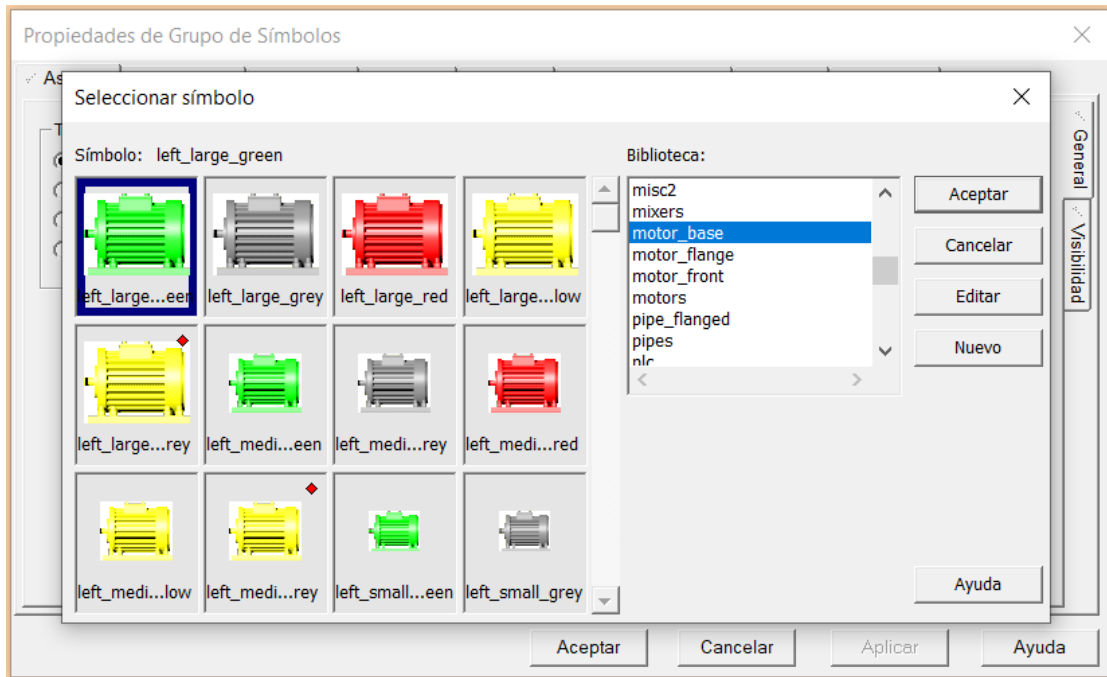 Propiedades de Grupo de Símbolos
As
Seleccionar símbolo
Símbolo: left_large_green
Biblioteca:
left_large...een left_large_grey left_large_red left_large...low
left_large...rey left_medi...een left_medi...rey left_medi...red
left_medi...low left_medi...rey left_small...een left_small_grey
misc2
mixers
motor_base
motor_flange
motor_front
motors
pipe_flanged
pipes
plc
Aceptar
Cancelar
Editar
Nuevo
Ayuda
General
Visibilidad
Aceptar Cancelar Aplicar Ayuda